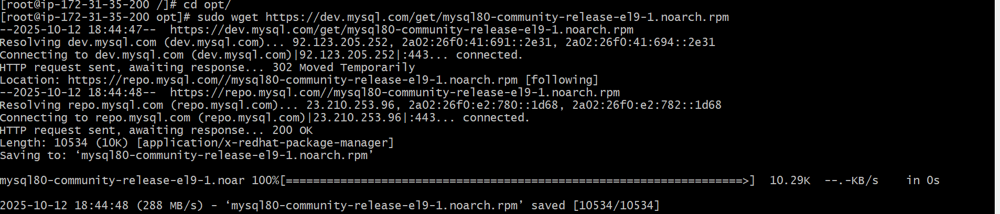 [root@ip-172-31-35-200 /]# cd opt/
[root@ip-172-31-35-200 opt]# sudo wget https://dev.mysql.com/get/mysql80-community-release-el9-1.noarch.rpm
--2025-10-12 18:44:47--  https://dev.mysql.com/get/mysql80-community-release-el9-1.noarch.rpm
Resolving dev.mysql.com (dev.mysql.com)... 92.123.205.252, 2a02:26f0:41:691::2e31, 2a02:26f0:41:694::2e31
Connecting to dev.mysql.com (dev.mysql.com)|92.123.205.252|:443... connected.
HTTP request sent, awaiting response... 302 Moved Temporarily
Location: https://repo.mysql.com//mysql80-community-release-el9-1.noarch.rpm [following]
--2025-10-12 18:44:48--  https://repo.mysql.com//mysql80-community-release-el9-1.noarch.rpm
Resolving repo.mysql.com (repo.mysql.com)... 23.210.253.96, 2a02:26f0:e2:780::1d68, 2a02:26f0:e2:782::1d68
Connecting to repo.mysql.com (repo.mysql.com)|23.210.253.96|:443... connected.
HTTP request sent, awaiting response... 200 OK
Length: 10534 (10K) [application/x-redhat-package-manager]
Saving to: ‘mysql80-community-release-el9-1.noarch.rpm’
mysql80-community-release-el9-1.noar 100%[===================================================================>]  10.29K  --.-KB/s    in 0s
2025-10-12 18:44:48 (288 MB/s) - ‘mysql80-community-release-el9-1.noarch.rpm’ saved [10534/10534]